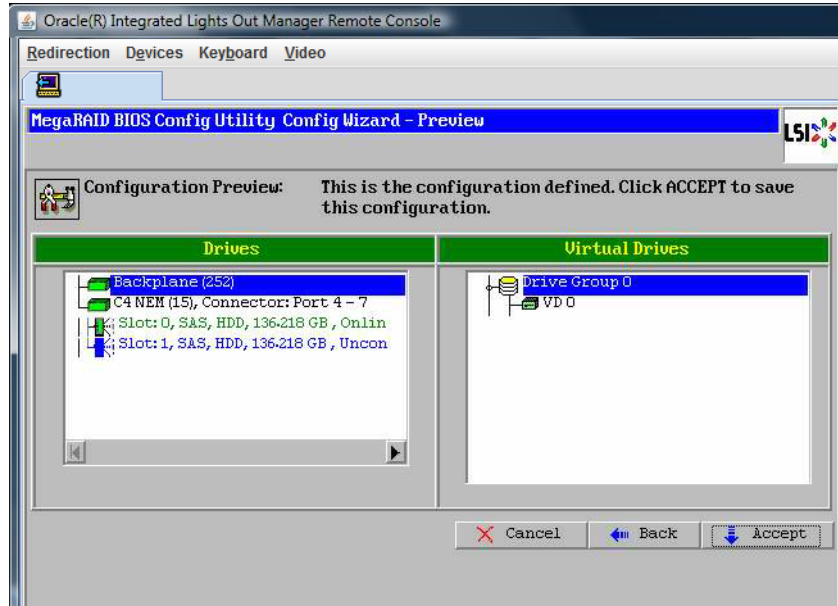 Oracle(R) Integrated Lights Out Manager Remote Console
Redirection Devices Keyboard Video
MegaRAID BIOS Config Utility Config Wizard - Preview
LSI
Configuration Preview: This is the configuration defined. Click ACCEPT to save
this configuration.
Drives
Backplane (252)
C4 NEM (15), Connector: Port 4 - 7
Slot: 0, SAS, HDD, 136.218 GB , Onlin
Slot: 1, SAS, HDD, 136.218 GB , Uncon
Virtual Drives
Drive Group 0
VD 0
Cancel Back Accept